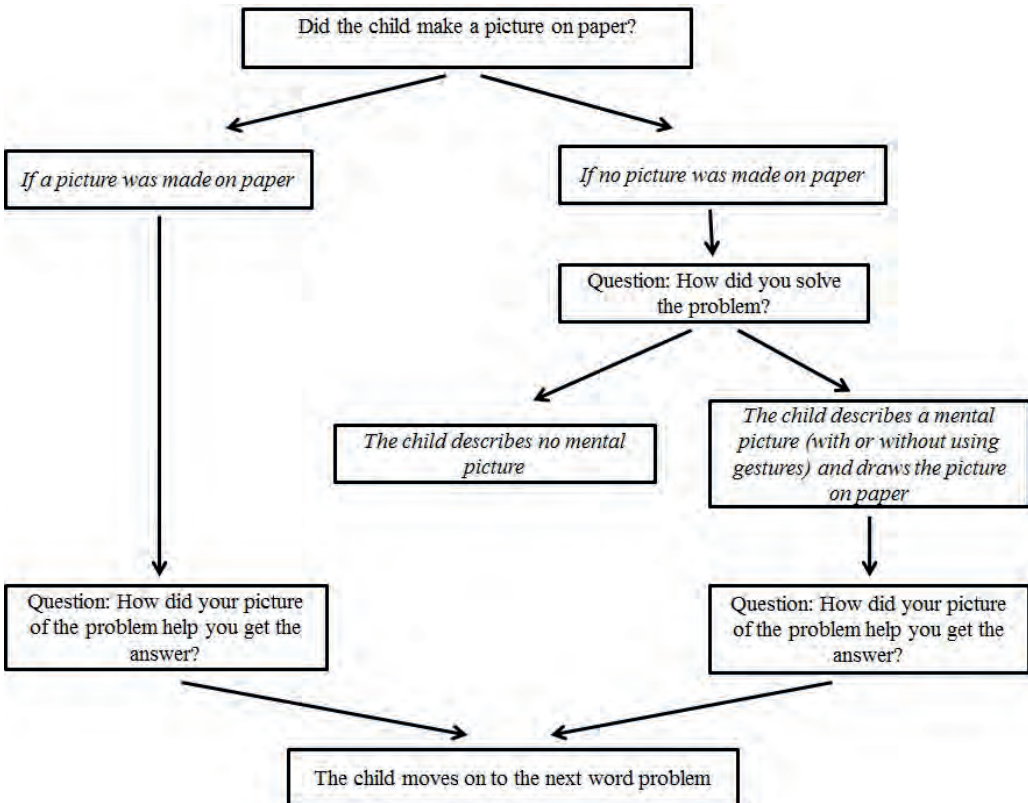 Did the child make a picture on paper?
If a picture was made on paper
If no picture was made on paper
Question: How did you solve
the problem?
The child describes no mental
picture
The child describes a mental
picture (with or without using
gestures) and draws the picture
on paper
Question: How did your picture
of the problem help you get the
answer?
Question: How did your picture
of the problem help you get the
answer?
The child moves on to the next word problem